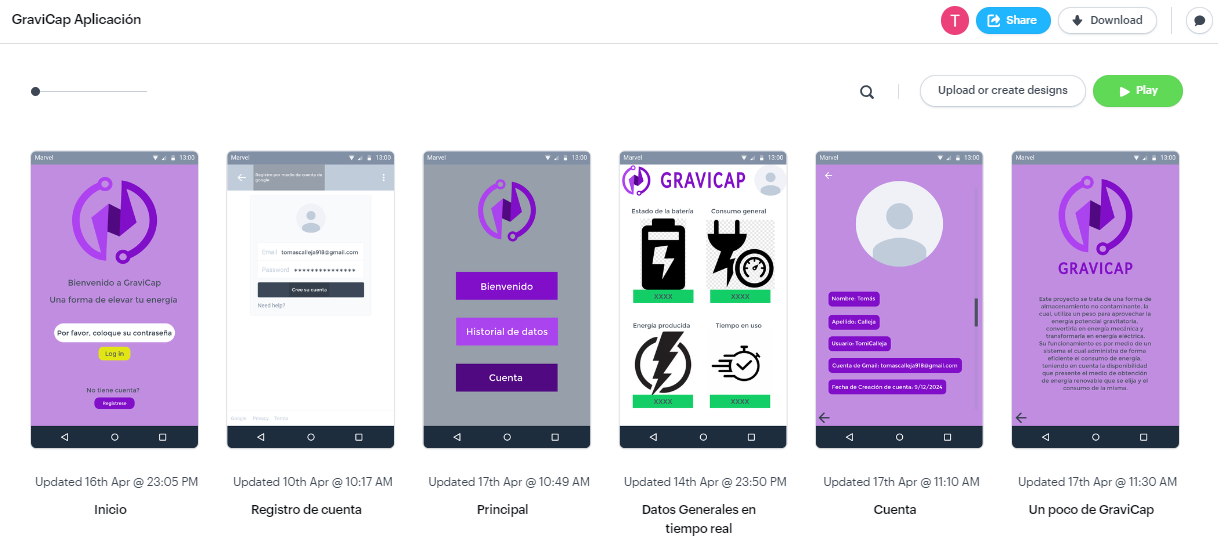 GraviCap Aplicación
T
Share
Download
Upload or create designs
Play
Marvel 13:00
Bienvenido a GraviCap
Una forma de elevar tu energía
Por favor, coloque su contraseña
Log in
No tiene cuenta?
Regístrese
Updated 16th Apr @ 23:05 PM
Inicio
Marvel 13:00
Registro por medio de cuenta de
google
Email tomascalleja918@gmail.com
Password ***************
Cree su cuenta
Need help?
Google Privacy Terms
Updated 10th Apr @ 10:17 AM
Registro de cuenta
Marvel 13:00
Bienvenido
Historial de datos
Cuenta
Updated 17th Apr @ 10:49 AM
Principal
Marvel 13:00
GRAVICAP
Estado de la batería Consumo general
XXXX XXXX
Energía producida Tiempo en uso
XXXX XXXX
Updated 14th Apr @ 23:50 PM
Datos Generales en
tiempo real
Marvel 13:00
Nombre: Tomás
Apellido: Calleja
Usuario: TomiCalleja
Cuenta de Gmail: tomascalleja918@gmail.com
Fecha de Creación de cuenta: 9/12/2024
Updated 17th Apr @ 11:10 AM
Cuenta
Marvel 13:00
GRAVICAP
Este proyecto se trata de una forma de
almacenamiento no contaminante, la
cual, utiliza un peso para aprovechar la
energía potencial gravitatoria,
convertirla en energía mecánica y
transformarla en energía eléctrica.
Su funcionamiento es por medio de un
sistema el cual administra de forma
eficiente el consumo de energía,
teniendo en cuenta la disponibilidad
que presente el medio de obtención
de energía renovable que se elija y el
consumo de la misma.
Updated 17th Apr @ 11:30 AM
Un poco de GraviCap